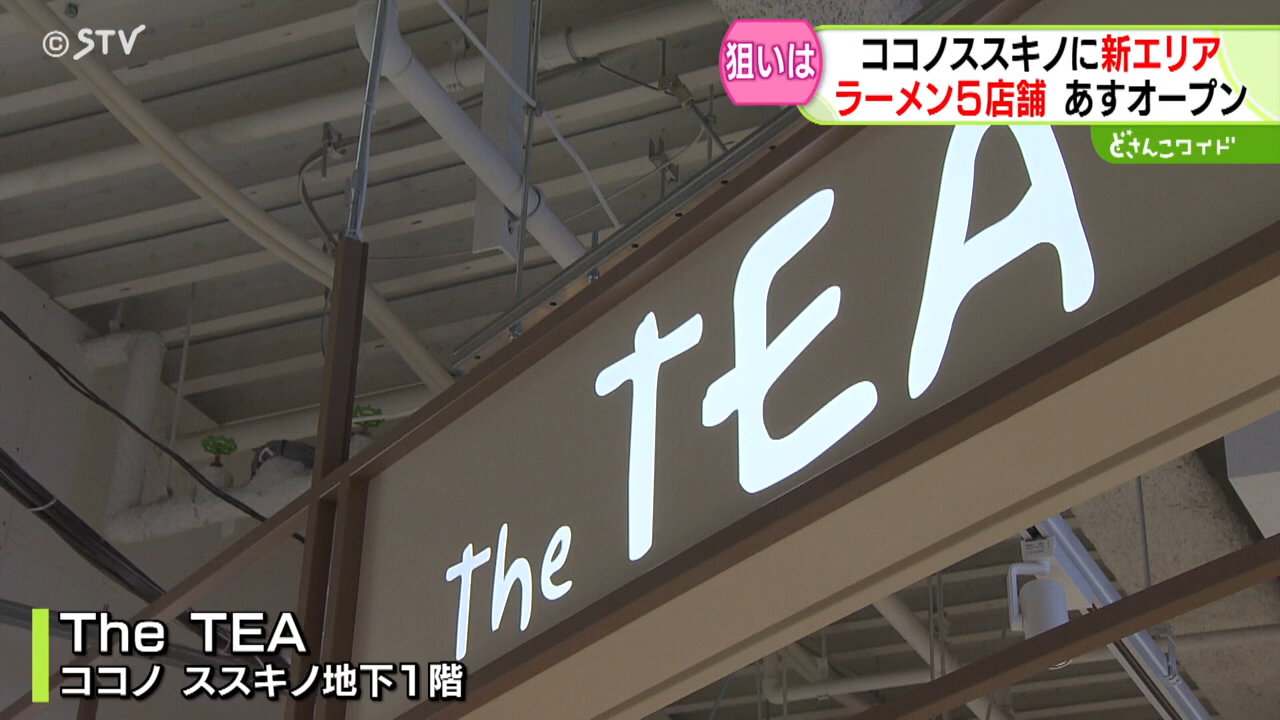 © STV
狙いは
ココノススキノに新エリア
ラーメン5店舗 あすオープン
どさんこワイド
the TEA
The TEA
ココノ ススキノ地下1階